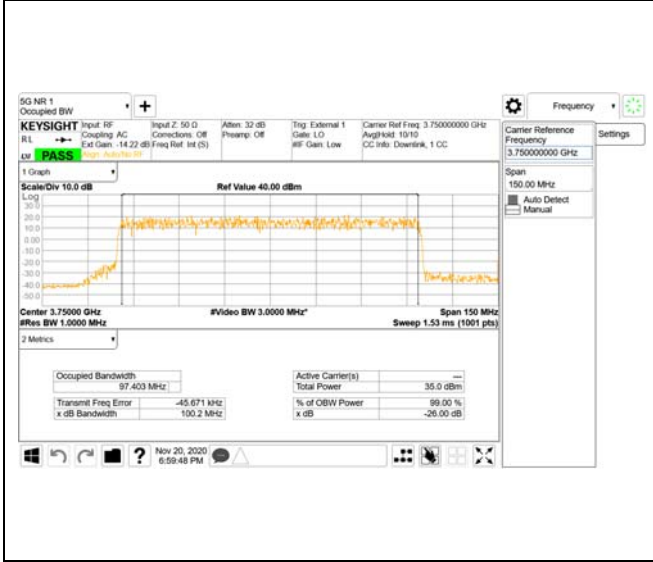 5G NR 1
Occupied BW
+
Frequency
KEYSIGHT
R L
PASS
Input: RF
Coupling: AC
Ext Gain: -14.22 dB
Align: Auto/No RF
Input Z: 50 Ω
Corrections: Off
Freq Ref: Int (S)
Atten: 32 dB
Preamp: Off
Trig: External 1
Gate: LO
#IF Gain: Low
Carrier Ref Freq: 3.750000000 GHz
Avg|Hold: 10/10
CC Info: Downlink, 1 CC
Carrier Reference
Frequency
3.750000000 GHz
Settings
Span
150.00 MHz
Auto Detect
Manual
1 Graph
Scale/Div 10.0 dB
Ref Value 40.00 dBm
Log
30.0
20.0
10.0
0.00
-10.0
-20.0
-30.0
-40.0
-50.0
Center 3.75000 GHz
#Video BW 3.0000 MHz*
Span 150 MHz
#Res BW 1.0000 MHz
Sweep 1.53 ms (1001 pts)
2 Metrics
Occupied Bandwidth
97.403 MHz
Transmit Freq Error -45.671 kHz
x dB Bandwidth 100.2 MHz
Active Carrier(s) ---
Total Power 35.0 dBm
% of OBW Power 99.00 %
x dB -26.00 dB
?
Nov 20, 2020
6:59:48 PM